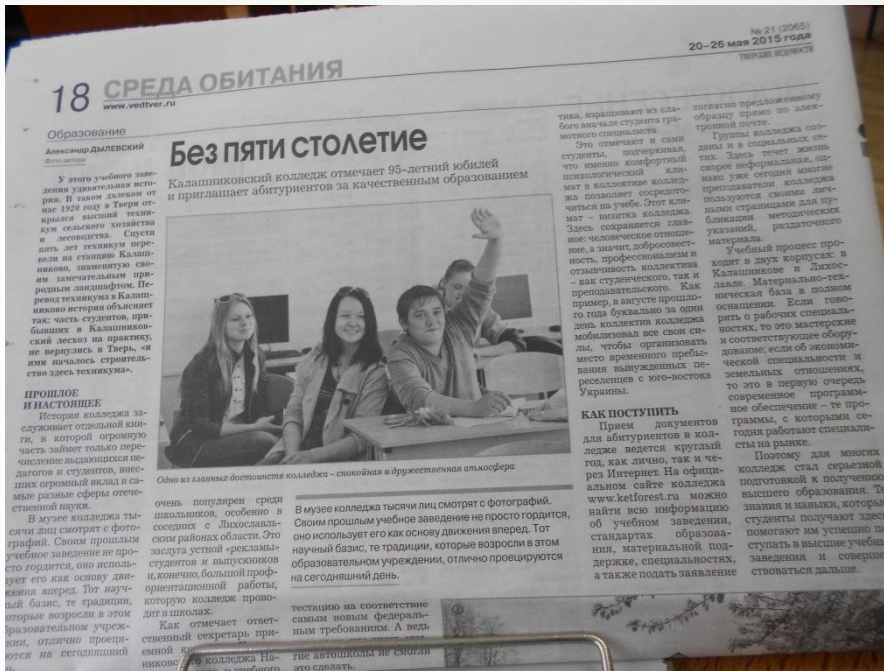 № 21 (2065)
20–26 мая 2015 года
ТВЕРСКИЕ ВЕДОМОСТИ
18 СРЕДА ОБИТАНИЯ
www.vedtver.ru
Образование
Александр ДЫЛЕВСКИЙ
Фото автора
Без пяти столетие
Калашниковский колледж отмечает 95-летний юбилей
и приглашает абитуриентов за качественным образованием
У этого учебного заве-
дения удивительная исто-
рия. В таком далеком от
нас 1920 году в Твери от-
крылся высший техни-
кум сельского хозяйства
и лесоводства. Спустя
пять лет техникум пере-
вели на станцию Калаш-
никово, знаменитую сво-
им замечательным при-
родным ландшафтом. Пе-
ревод техникума в Калаш-
никово история объясняет
так: часть студентов, при-
бывших в Калашников-
ский лесхоз на практику,
не вернулись в Тверь, «и
ими началось строитель-
ство здесь техникума».
ПРОШЛОЕ
И НАСТОЯЩЕЕ
История колледжа за-
служивает отдельной кни-
ги, в которой огромную
часть займет только пере-
числение выдающихся пе-
дагогов и студентов, внес-
ших огромный вклад в са-
мые разные сферы отече-
ственной науки.
В музее колледжа ты-
сячи лиц смотрят с фото-
графий. Своим прошлым
учебное заведение не про-
сто гордится, оно исполь-
зует его как основу дви-
жения вперед. Тот науч-
ный базис, те традиции,
которые возросли в этом
образовательном учреж-
дении, отлично проеци-
руются на сегодняшний
Одно из главных достоинств колледжа – спокойная и дружественная атмосфера
очень популярен среди
школьников, особенно в
соседних с Лихославль-
ским районах области. Это
заслуга устной «рекламы»
студентов и выпускников
и, конечно, большой проф-
ориентационной работы,
которую колледж прово-
дит в школах.
Как отмечает ответ-
ственный секретарь при-
емной
колледжа На-
В музее колледжа тысячи лиц смотрят с фотографий.
Своим прошлым учебное заведение не просто гордится,
оно использует его как основу движения вперед. Тот
научный базис, те традиции, которые возросли в этом
образовательном учреждении, отлично проецируются
на сегодняшний день.
тестацию на соответствие
самым новым федераль-
ным требованиям. А ведь
гие автошколы не смогли
это сделать.
тика, взращивают из сла-
бого вначале студента гра-
мотного специалиста.
Это отмечают и сами
студенты, подчеркивая,
что именно комфортный
психологический кли-
мат в коллективе коллед-
жа позволяет сосредото-
читься на учебе. Этот кли-
мат – визитка колледжа.
Здесь сохраняется глав-
ное: человеческое отноше-
ние, а значит, добросовест-
ность, профессионализм и
отзывчивость коллектива
– как студенческого, так и
преподавательского. Как
пример, в августе прошло-
го года буквально за один
день коллектив колледжа
мобилизовал все свои си-
лы, чтобы организовать
место временного пребы-
вания вынужденных пе-
реселенцев с юго-востока
Украины.
КАК ПОСТУПИТЬ
Прием документов
для абитуриентов в кол-
ледже ведется круглый
год, как лично, так и че-
рез Интернет. На офици-
альном сайте колледжа
www.ketforest.ru можно
найти всю информацию
об учебном заведении,
стандартах образова-
ния, материальной под-
держке, специальностях,
а также подать заявление
согласно предложенному
образцу прямо по элек-
тронной почте.
Группы колледжа соз-
даны и в социальных се-
тях. Здесь течет жизнь
скорее неформальная, од-
нако уже сегодня многие
преподаватели колледжа
пользуются своими лич-
ными страницами для пу-
бликации методических
указаний, раздаточного
материала.
Учебный процесс про-
ходит в двух корпусах: в
Калашникове и Лихос-
лавле. Материально-тех-
ническая база в полном
оснащении. Если гово-
рить о рабочих специаль-
ностях, то это мастерские
и соответствующее обору-
дование; если об экономи-
ческой специальности и
земельных отношениях,
то это в первую очередь
современное программ-
ное обеспечение – те про-
граммы, с которыми се-
годня работают специали-
сты на рынке.
Поэтому для многих
колледж стал серьезной
подготовкой к получению
высшего образования. Те
знания и навыки, которые
студенты получают здесь,
помогают им успешно по-
ступать в высшие учебные
заведения и совершен-
ствоваться дальше.